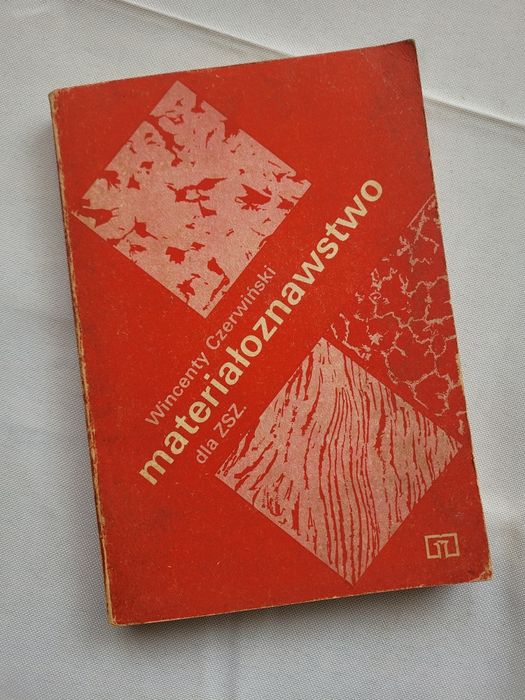 Wincenty Czerwiński
materiałoznawstwo
dla ZSZ